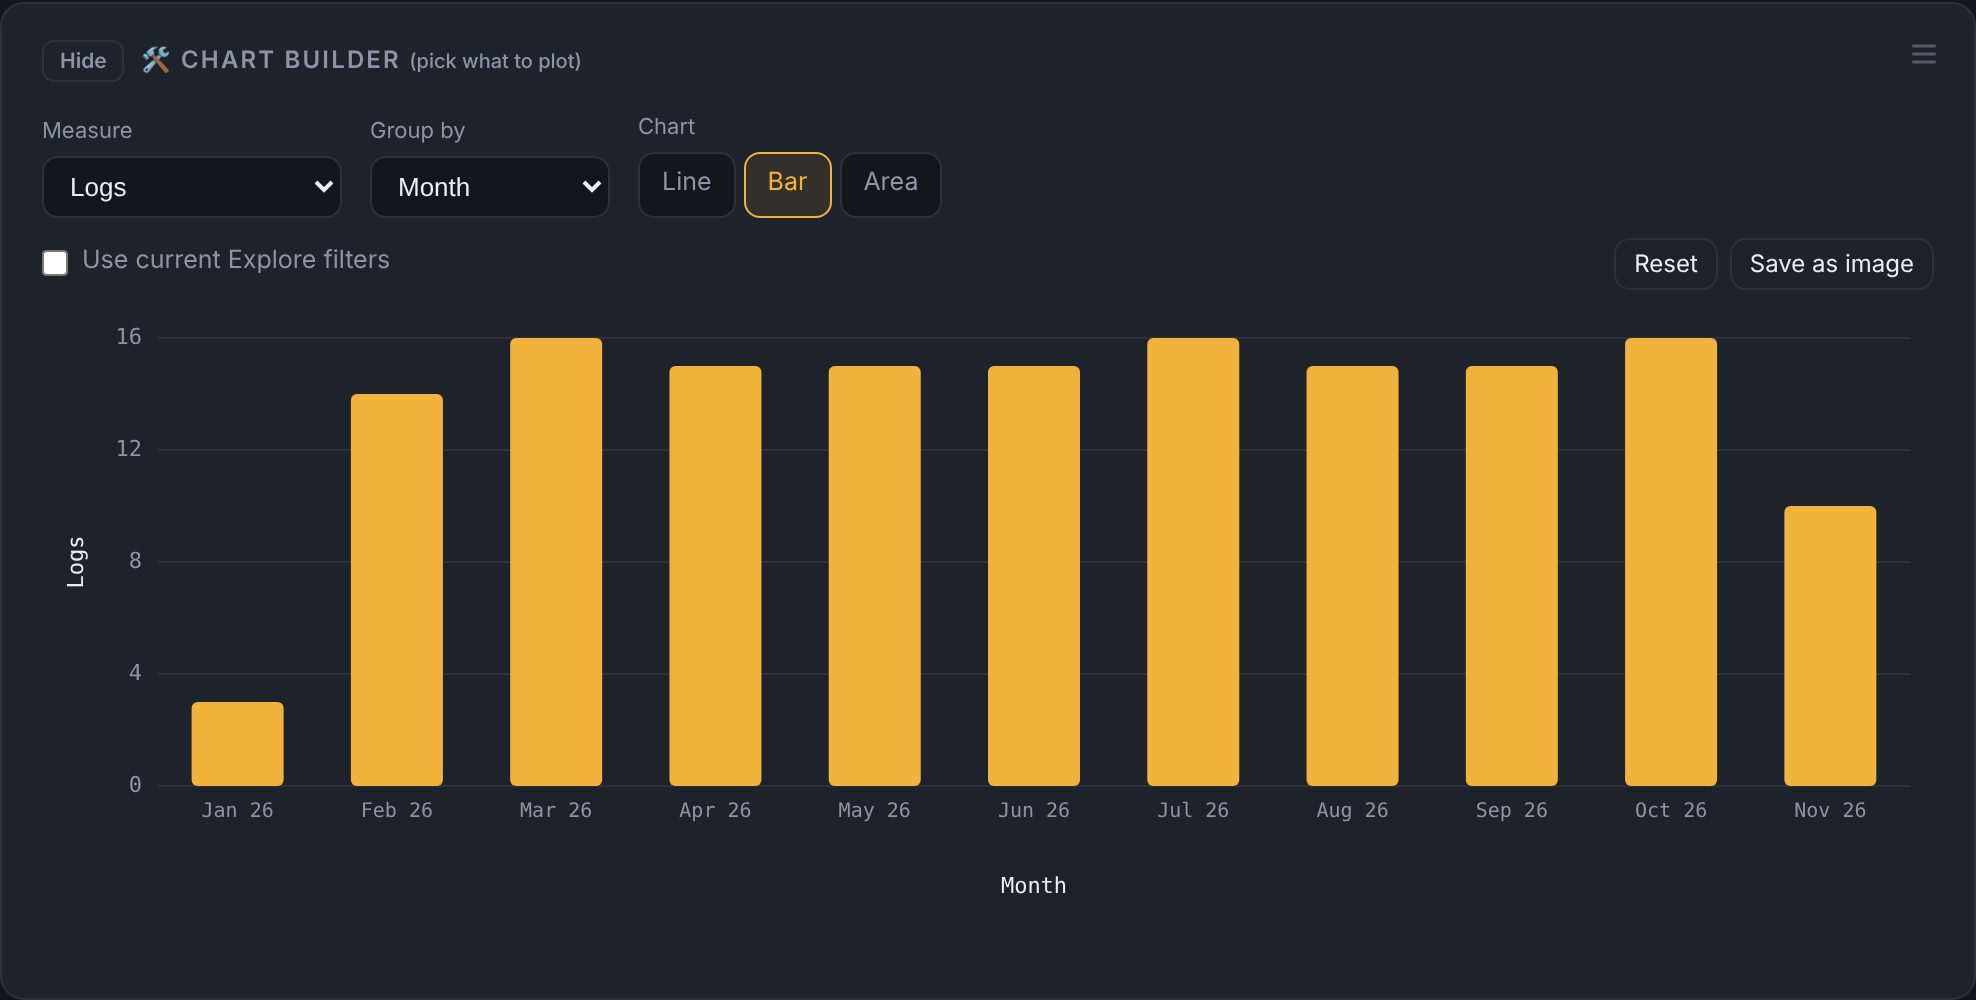 Hide 🛠️ CHART BUILDER (pick what to plot)
Measure Group by Chart
Logs Month Line Bar Area
Use current Explore filters Reset Save as image
16
12
8
4
0
Logs
Jan 26 Feb 26 Mar 26 Apr 26 May 26 Jun 26 Jul 26 Aug 26 Sep 26 Oct 26 Nov 26
Month